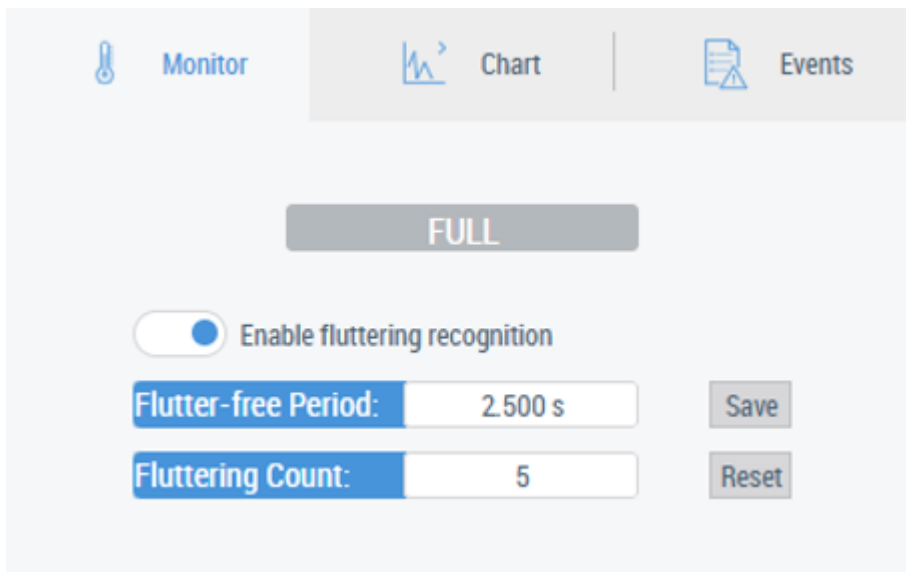 Monitor Chart Events
FULL
Enable fluttering recognition
Flutter-free Period: 2.500 s Save
Fluttering Count: 5 Reset